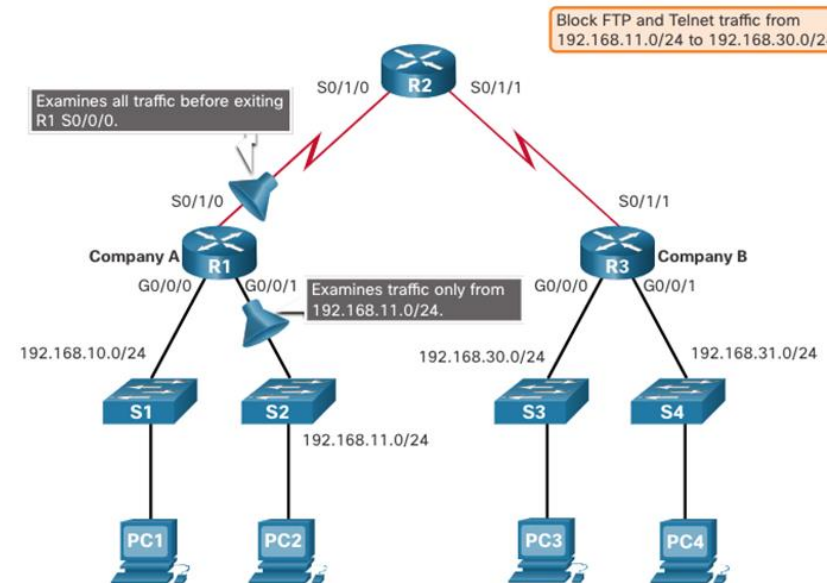 Block FTP and Telnet traffic from
192.168.11.0/24 to 192.168.30.0/24
R2
S0/1/0
S0/1/1
Examines all traffic before exiting
R1 S0/0/0.
S0/1/0
S0/1/1
Company A
R1
R3
Company B
G0/0/0
G0/0/1
Examines traffic only from
192.168.11.0/24.
G0/0/0
G0/0/1
192.168.10.0/24
192.168.30.0/24
192.168.31.0/24
S1
S2
S3
S4
192.168.11.0/24
PC1
PC2
PC3
PC4